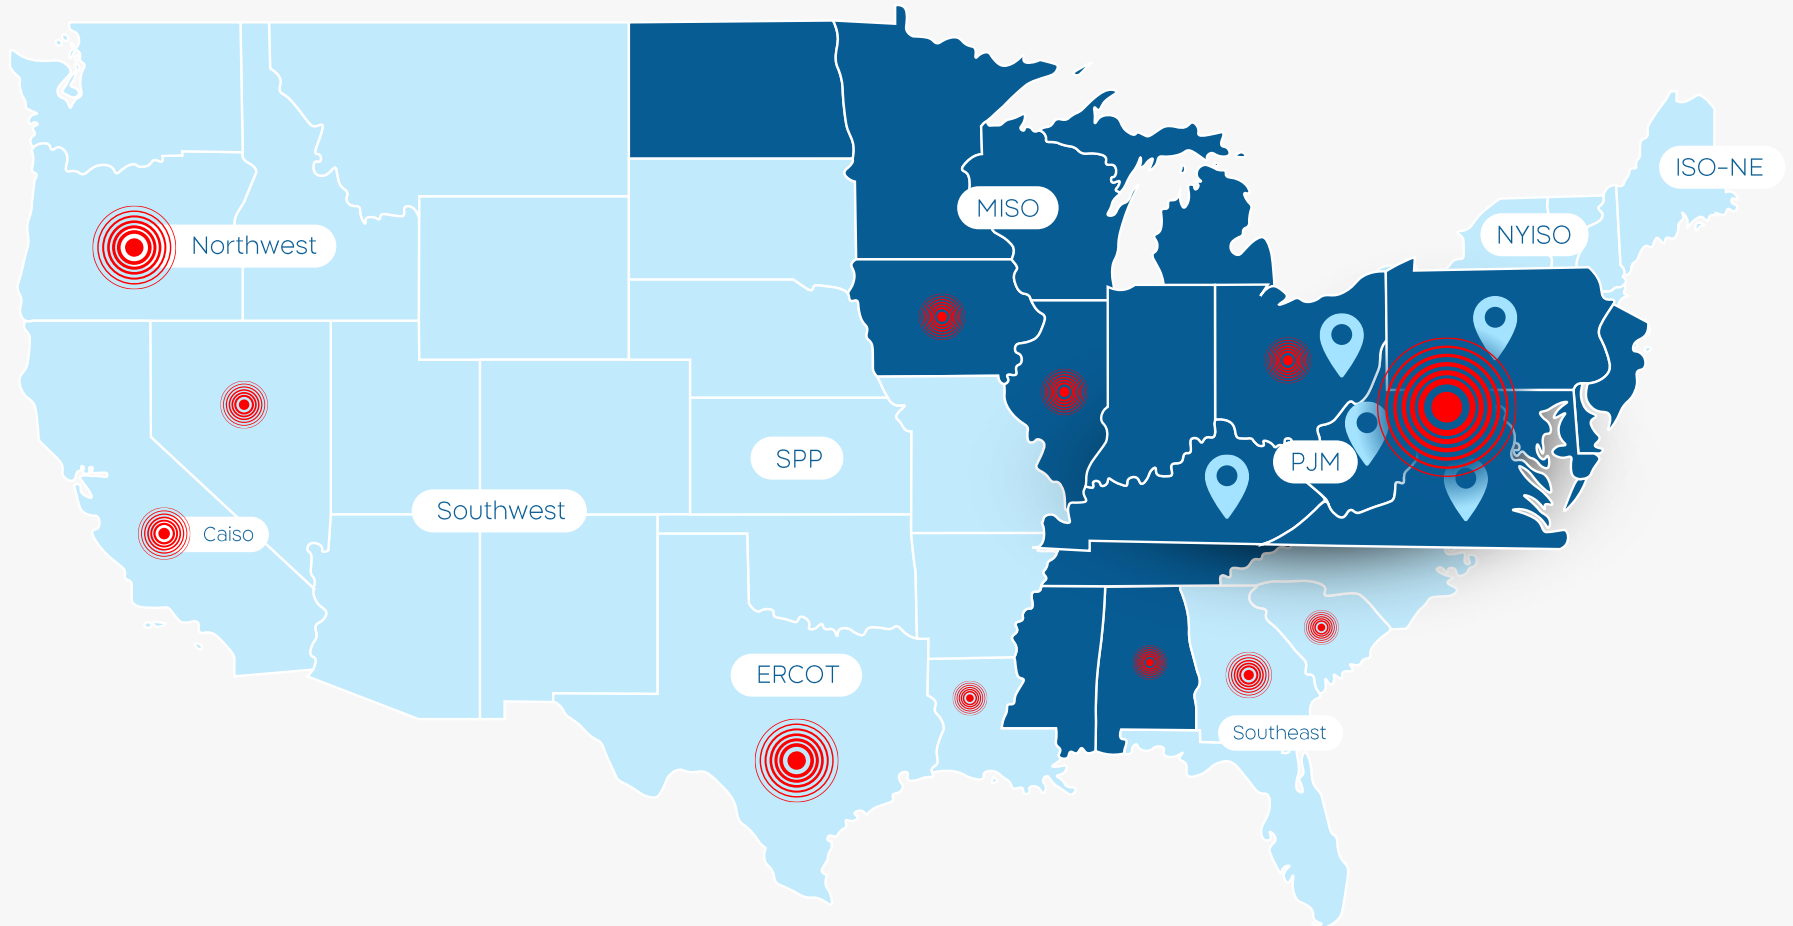 ISO-NE
MISO
NYISO
Northwest
SPP
PJM
Southwest
Caiso
ERCOT
Southeast